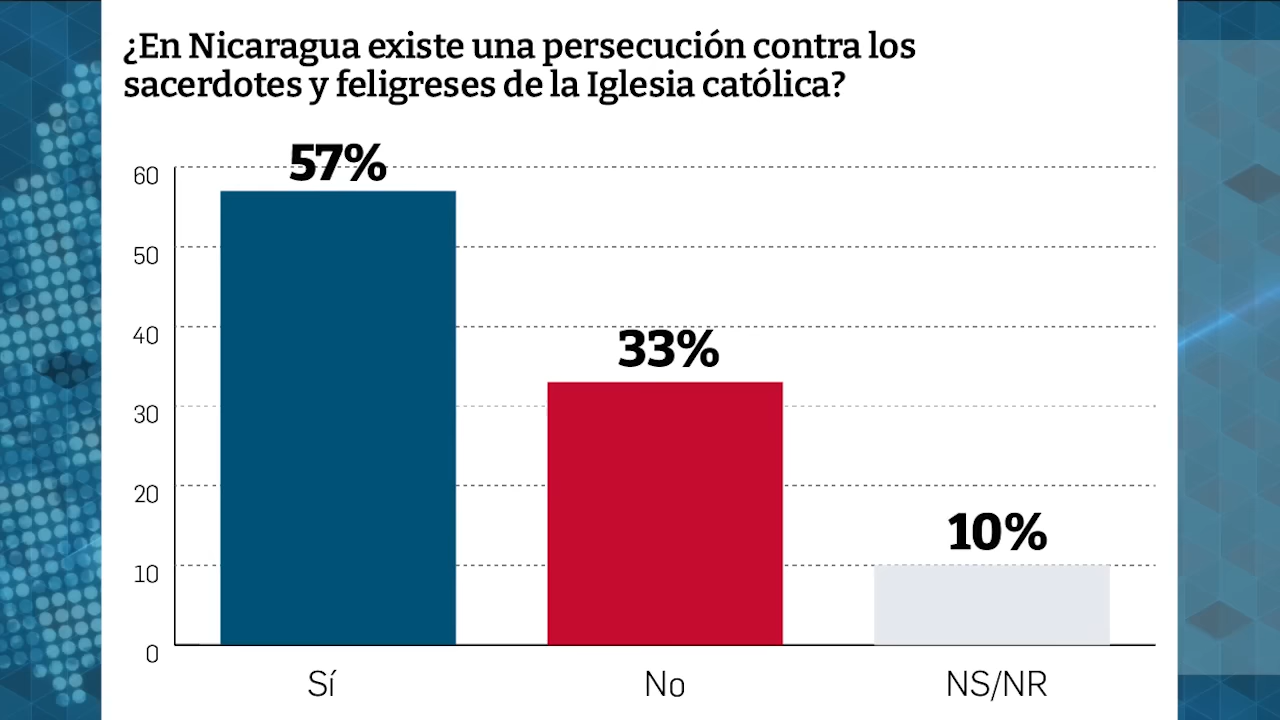 ¿En Nicaragua existe una persecución contra los
sacerdotes y feligreses de la Iglesia católica?
60
57%
50
40
33%
30
20
10%
10
0
Sí
No
NS/NR